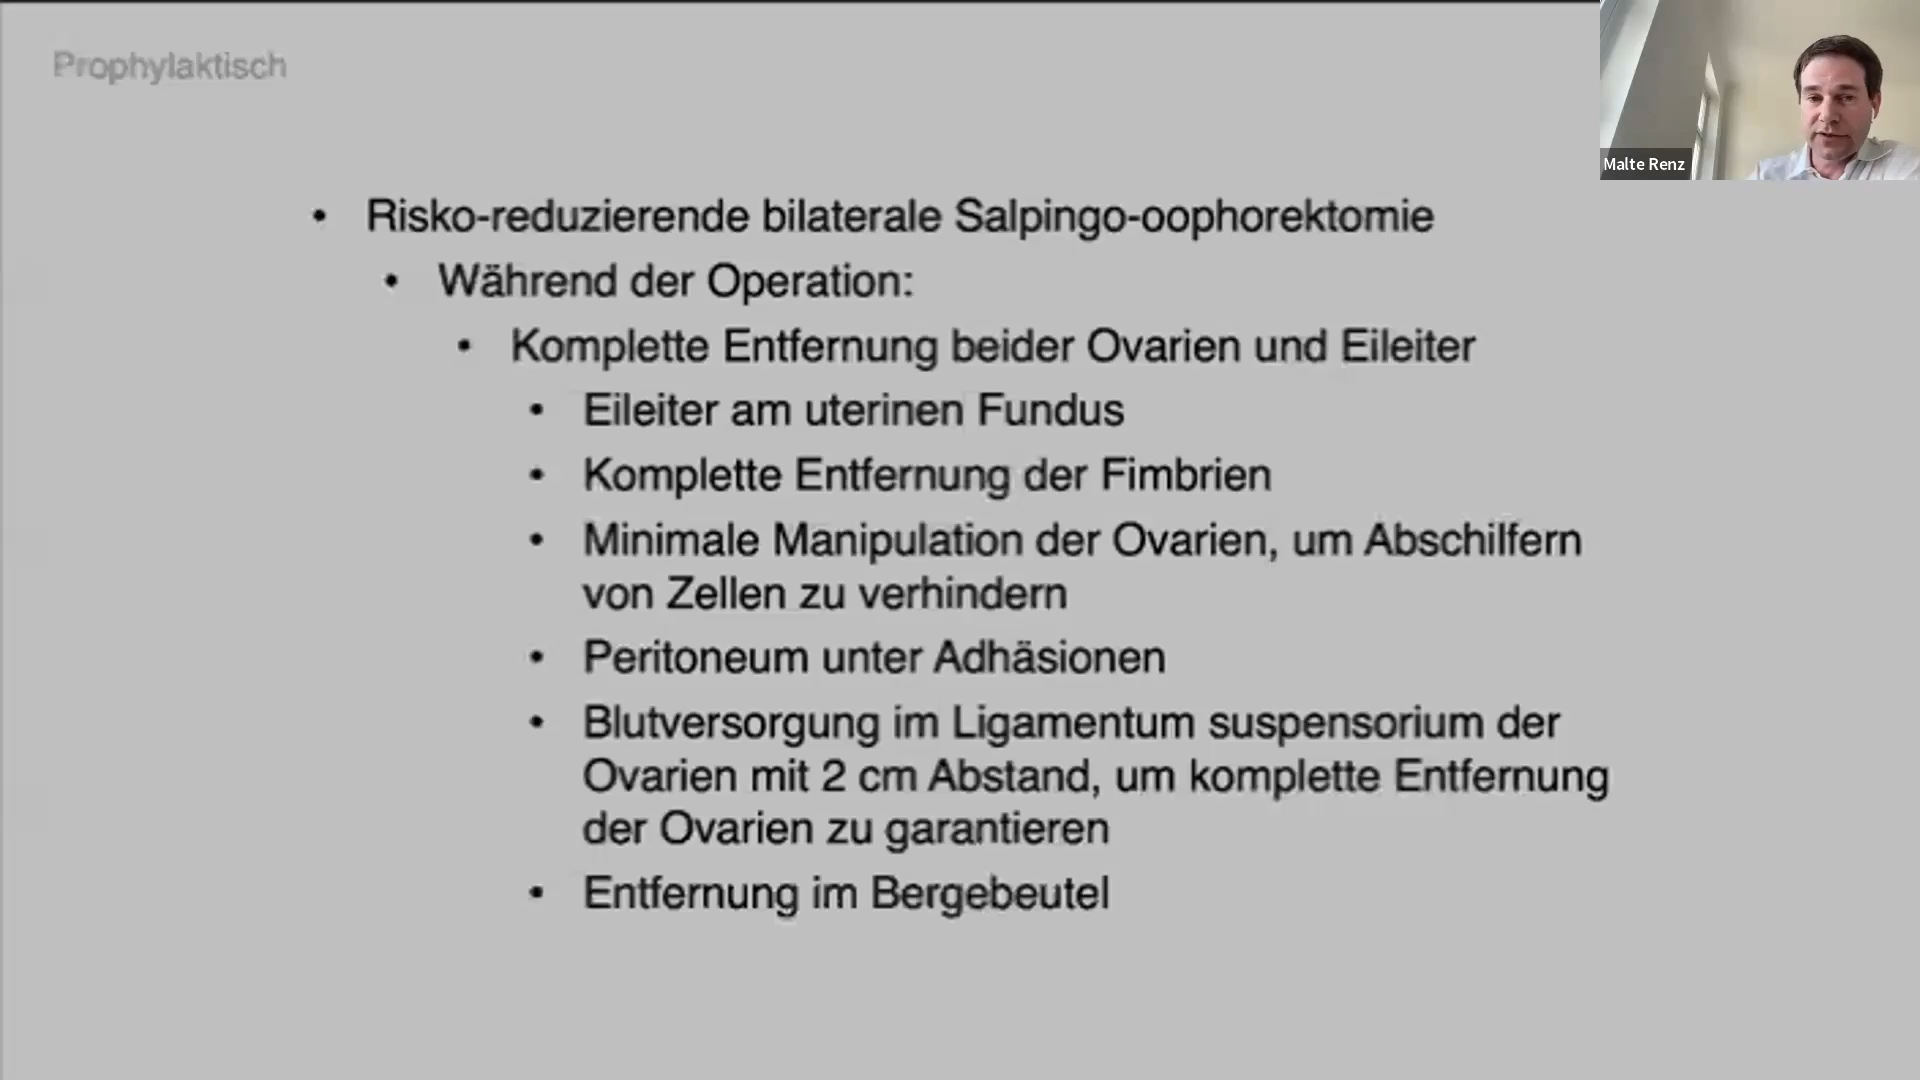 Prophylaktisch
Malte Renz
• Risko-reduzierende bilaterale Salpingo-oophorektomie
• Während der Operation:
• Komplette Entfernung beider Ovarien und Eileiter
• Eileiter am uterinen Fundus
• Komplette Entfernung der Fimbrien
• Minimale Manipulation der Ovarien, um Abschilfern
von Zellen zu verhindern
• Peritoneum unter Adhäsionen
• Blutversorgung im Ligamentum suspensorium der
Ovarien mit 2 cm Abstand, um komplette Entfernung
der Ovarien zu garantieren
• Entfernung im Bergebeutel